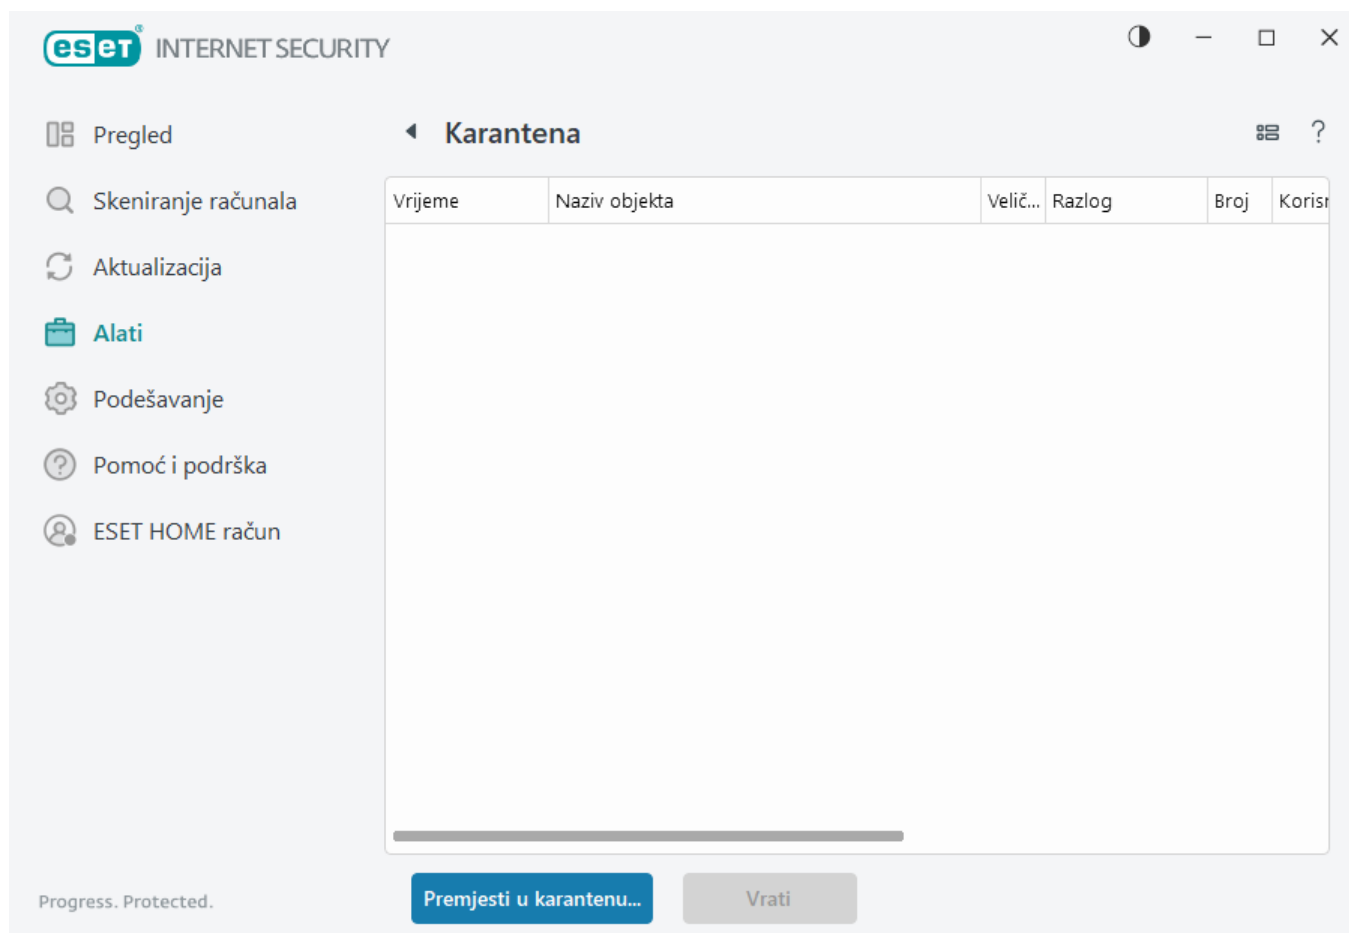 eseT® INTERNET SECURITY
Pregled
Skeniranje računala
Aktualizacija
Alati
Podešavanje
Pomoć i podrška
ESET HOME račun
Progress. Protected.
Karantena
?
Vrijeme Naziv objekta Velič... Razlog Broj Korisr
Premjesti u karantenu... Vrati